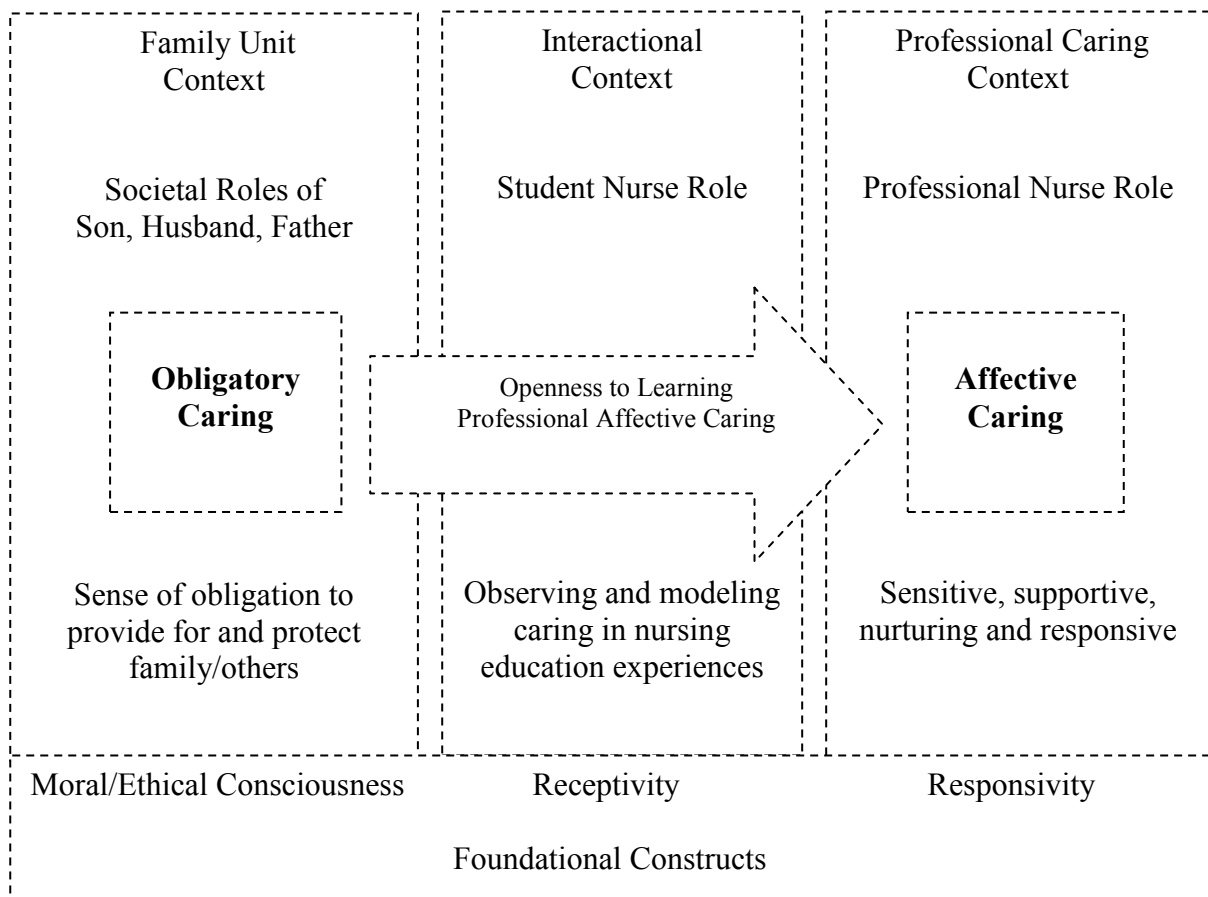 Family Unit
Context
Societal Roles of
Son, Husband, Father
Obligatory
Caring
Sense of obligation to
provide for and protect
family/others
Interactional
Context
Student Nurse Role
Openness to Learning
Professional Affective Caring
Observing and modeling
caring in nursing
education experiences
Professional Caring
Context
Professional Nurse Role
Affective
Caring
Sensitive, supportive,
nurturing and responsive
Moral/Ethical Consciousness
Receptivity
Responsivity
Foundational Constructs